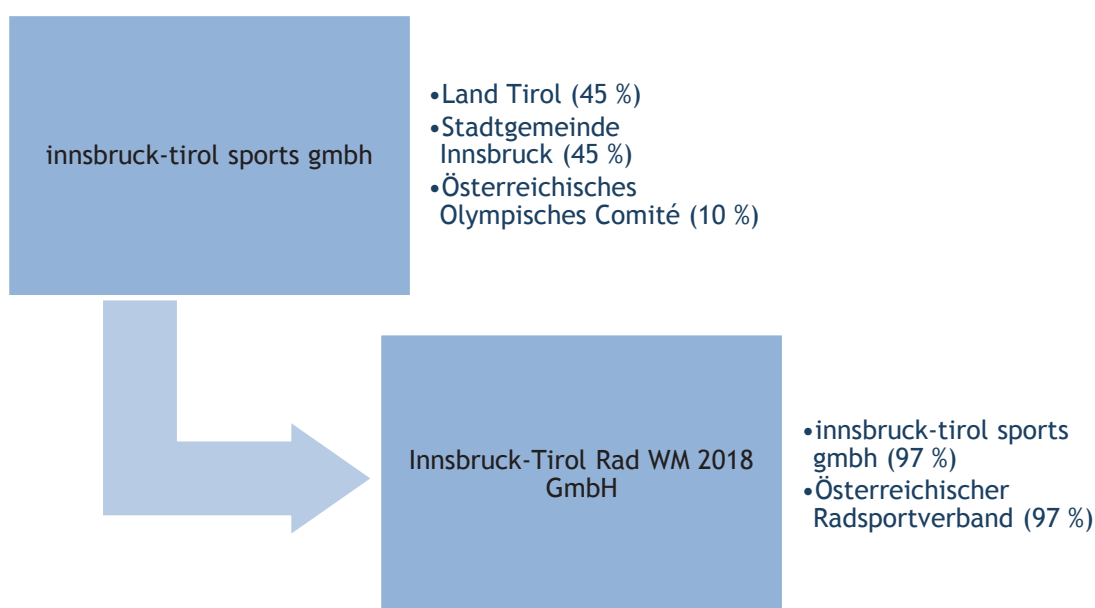 innsbruck-tirol sports gmbh
•Land Tirol (45 %)
•Stadtgemeinde
Innsbruck (45 %)
•Österreichisches
Olympisches Comité (10 %)
Innsbruck-Tirol Rad WM 2018
GmbH
•innsbruck-tirol sports
gmbh (97 %)
•Österreichischer
Radsportverband (97 %)